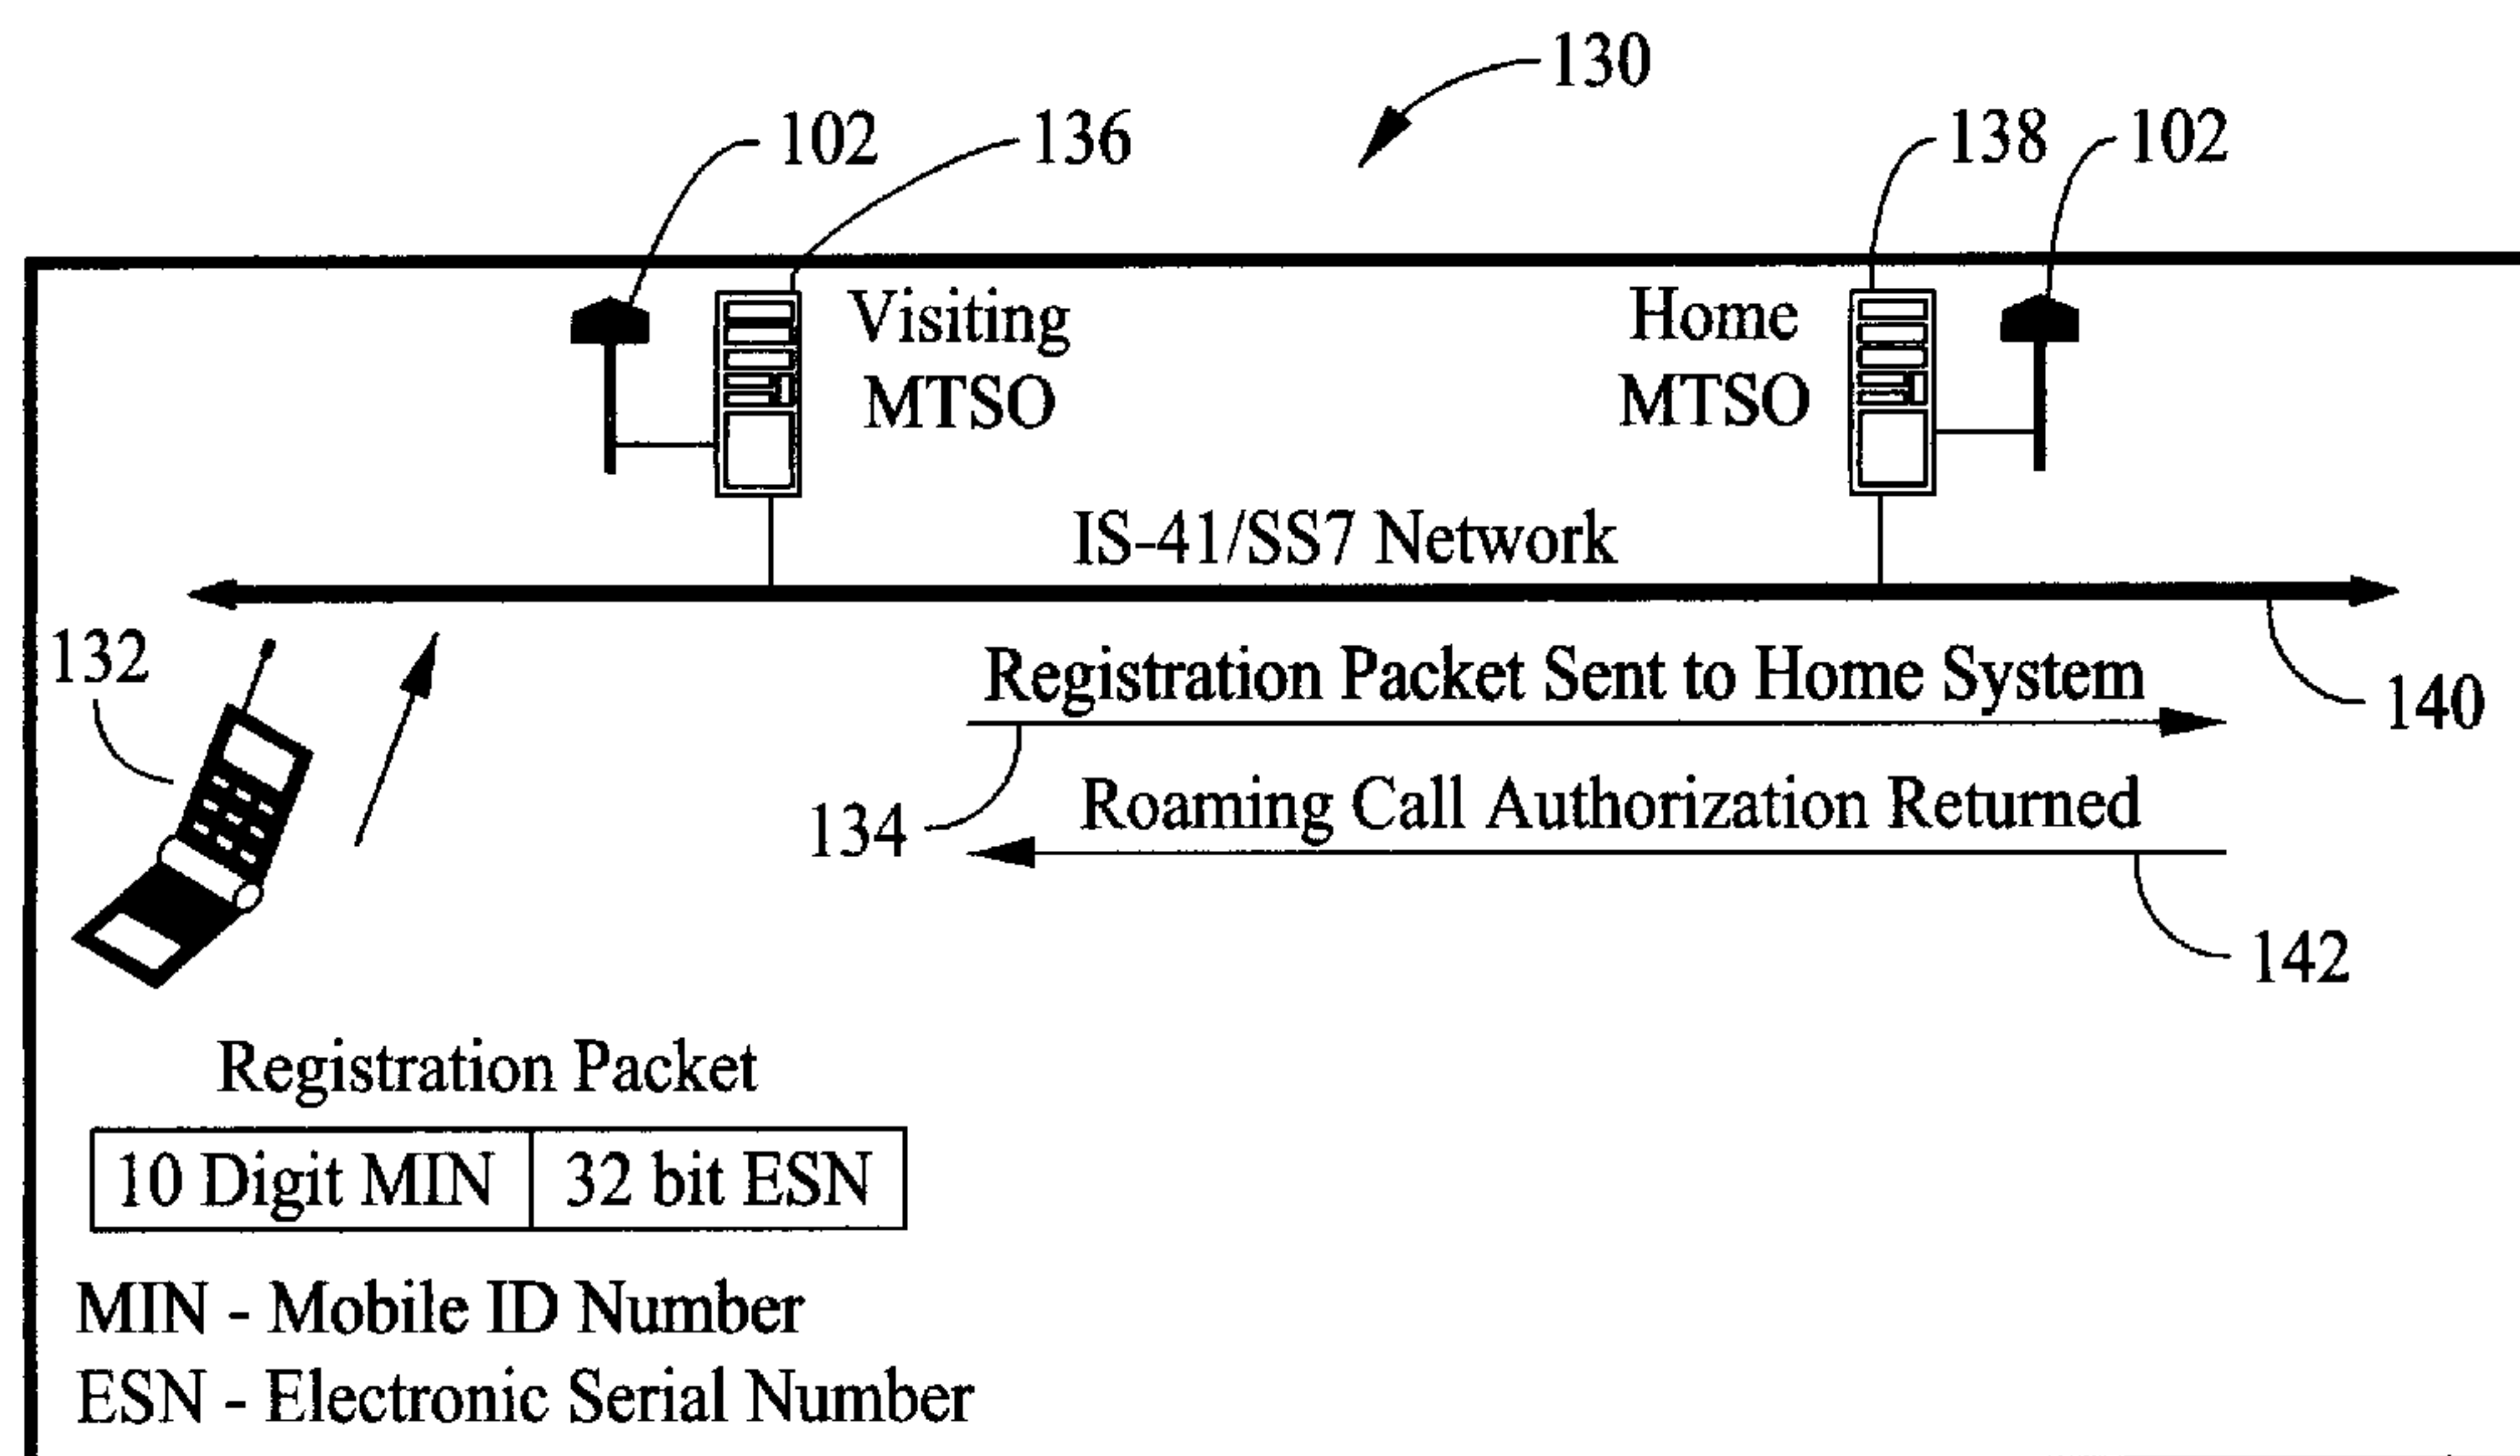 130
102
136
138
102
Visiting
MTSO
Home
MTSO
IS-41/SS7 Network
132
Registration Packet Sent to Home System
140
134
Roaming Call Authorization Returned
142
Registration Packet
10 Digit MIN 32 bit ESN
MIN - Mobile ID Number
ESN - Electronic Serial Number